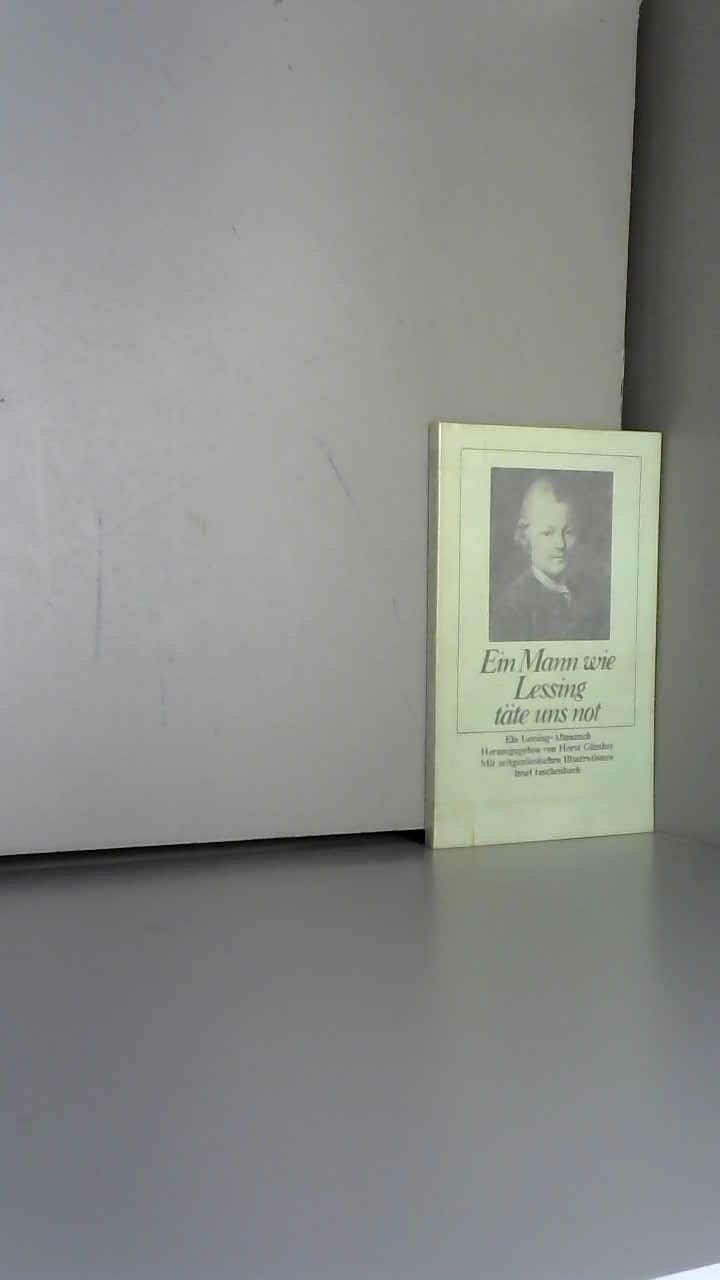 Ein Mann wie
Lessing
täte uns not
Ein Lessing-Almanach
Herausgegeben von Horst Günther
Mit zeitgenössischen Illustrationen
Insel taschenbuch